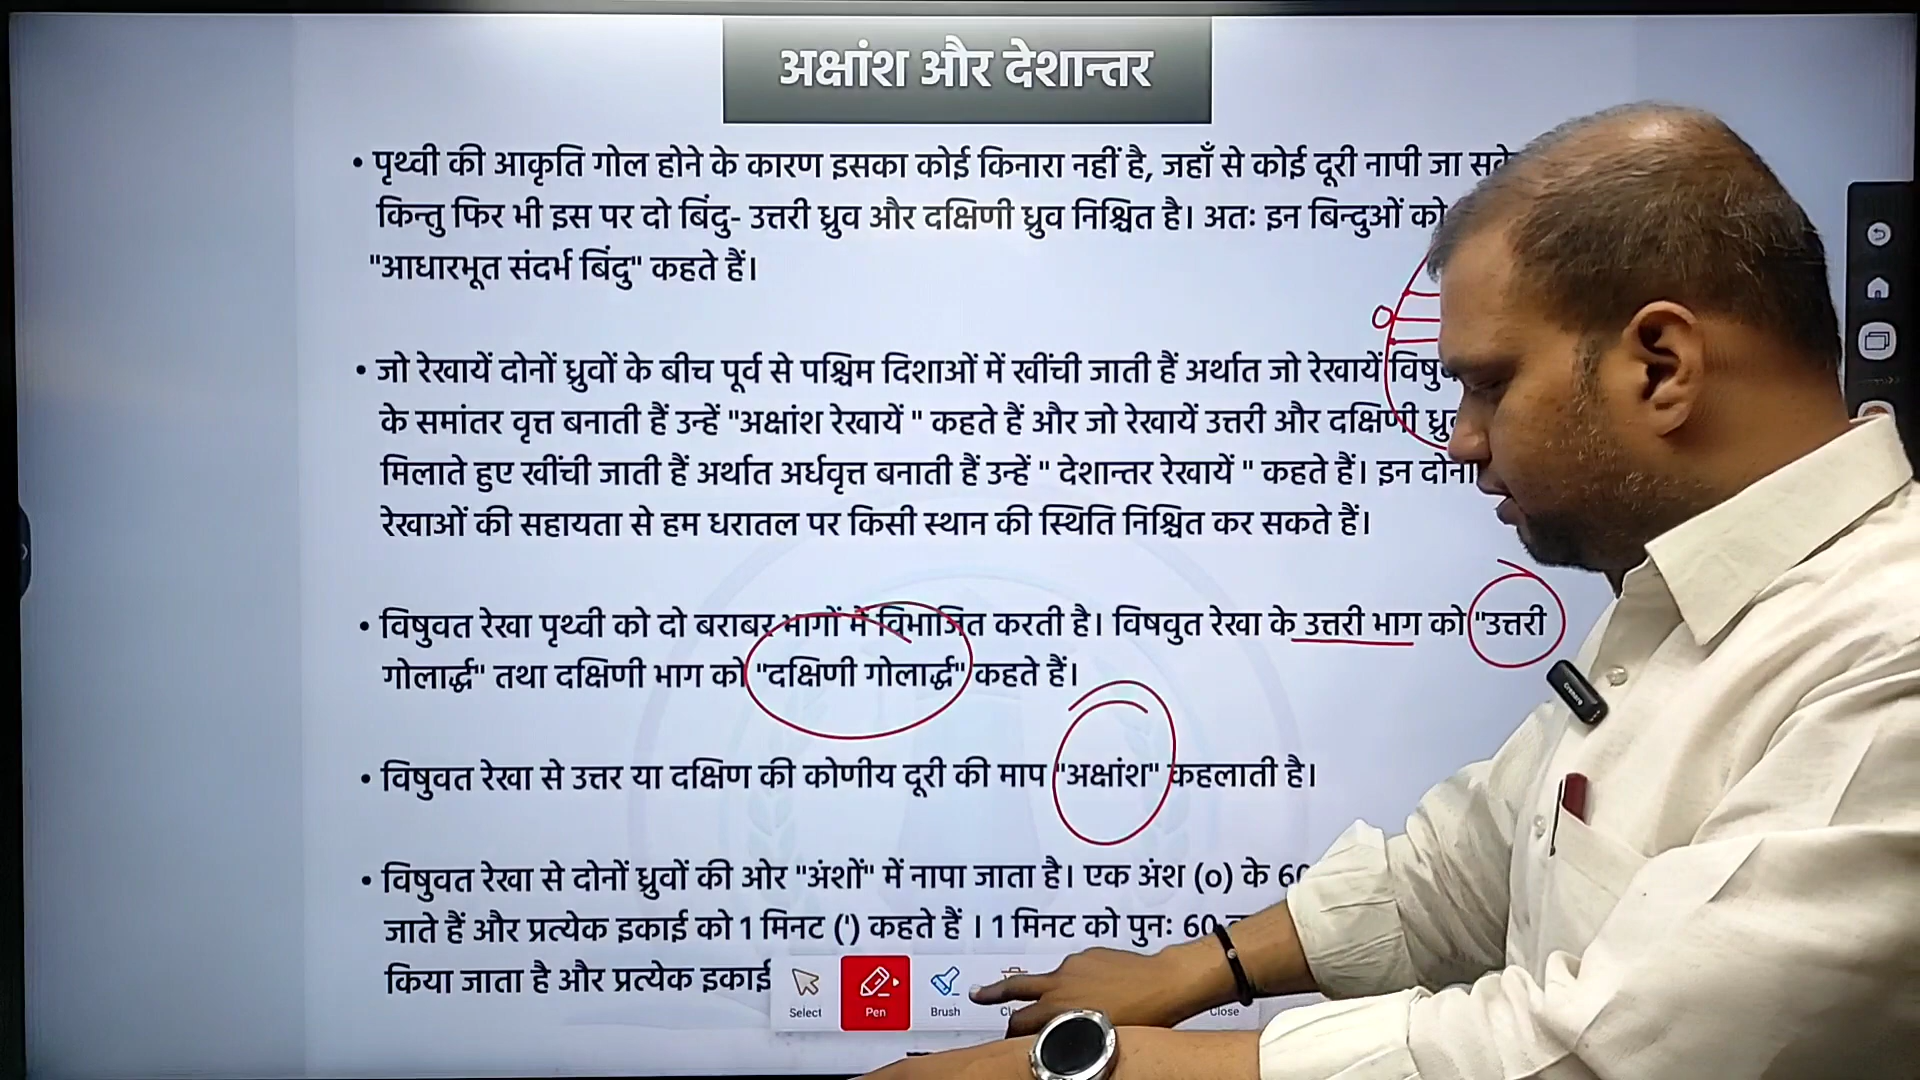 अक्षांश और देशान्तर
• पृथ्वी की आकृति गोल होने के कारण इसका कोई किनारा नहीं है, जहाँ से कोई दूरी नापी जा
किन्तु फिर भी इस पर दो बिंदु- उत्तरी ध्रुव और दक्षिणी ध्रुव निश्चित है। अतः इन बिन्दुओं को
"आधारभूत संदर्भ बिंदु" कहते हैं।
• जो रेखायें दोनों ध्रुवों के बीच पूर्व से पश्चिम दिशाओं में खींची जाती हैं अर्थात जो रेखायें
के समांतर वृत्त बनाती हैं उन्हें "अक्षांश रेखायें " कहते हैं और जो रेखायें उत्तरी और दक्षिणी
मिलाते हुए खींची जाती हैं अर्थात अर्धवृत्त बनाती हैं उन्हें " देशान्तर रेखायें " कहते हैं। इन
रेखाओं की सहायता से हम धरातल पर किसी स्थान की स्थिति निश्चित कर सकते हैं।
• विषुवत रेखा पृथ्वी को दो बराबर भागों में विभाजित करती है। विषवुत रेखा के उत्तरी भाग को "उत्तरी
गोलार्द्ध" तथा दक्षिणी भाग को "दक्षिणी गोलार्द्ध" कहते हैं।
• विषुवत रेखा से उत्तर या दक्षिण की कोणीय दूरी की माप "अक्षांश" कहलाती है।
• विषुवत रेखा से दोनों ध्रुवों की ओर "अंशों" में नापा जाता है। एक अंश (०) के
जाते हैं और प्रत्येक इकाई को 1 मिनट (') कहते हैं । 1 मिनट को पुनः 60
किया जाता है और प्रत्येक इकाई
Select Pen Brush Close